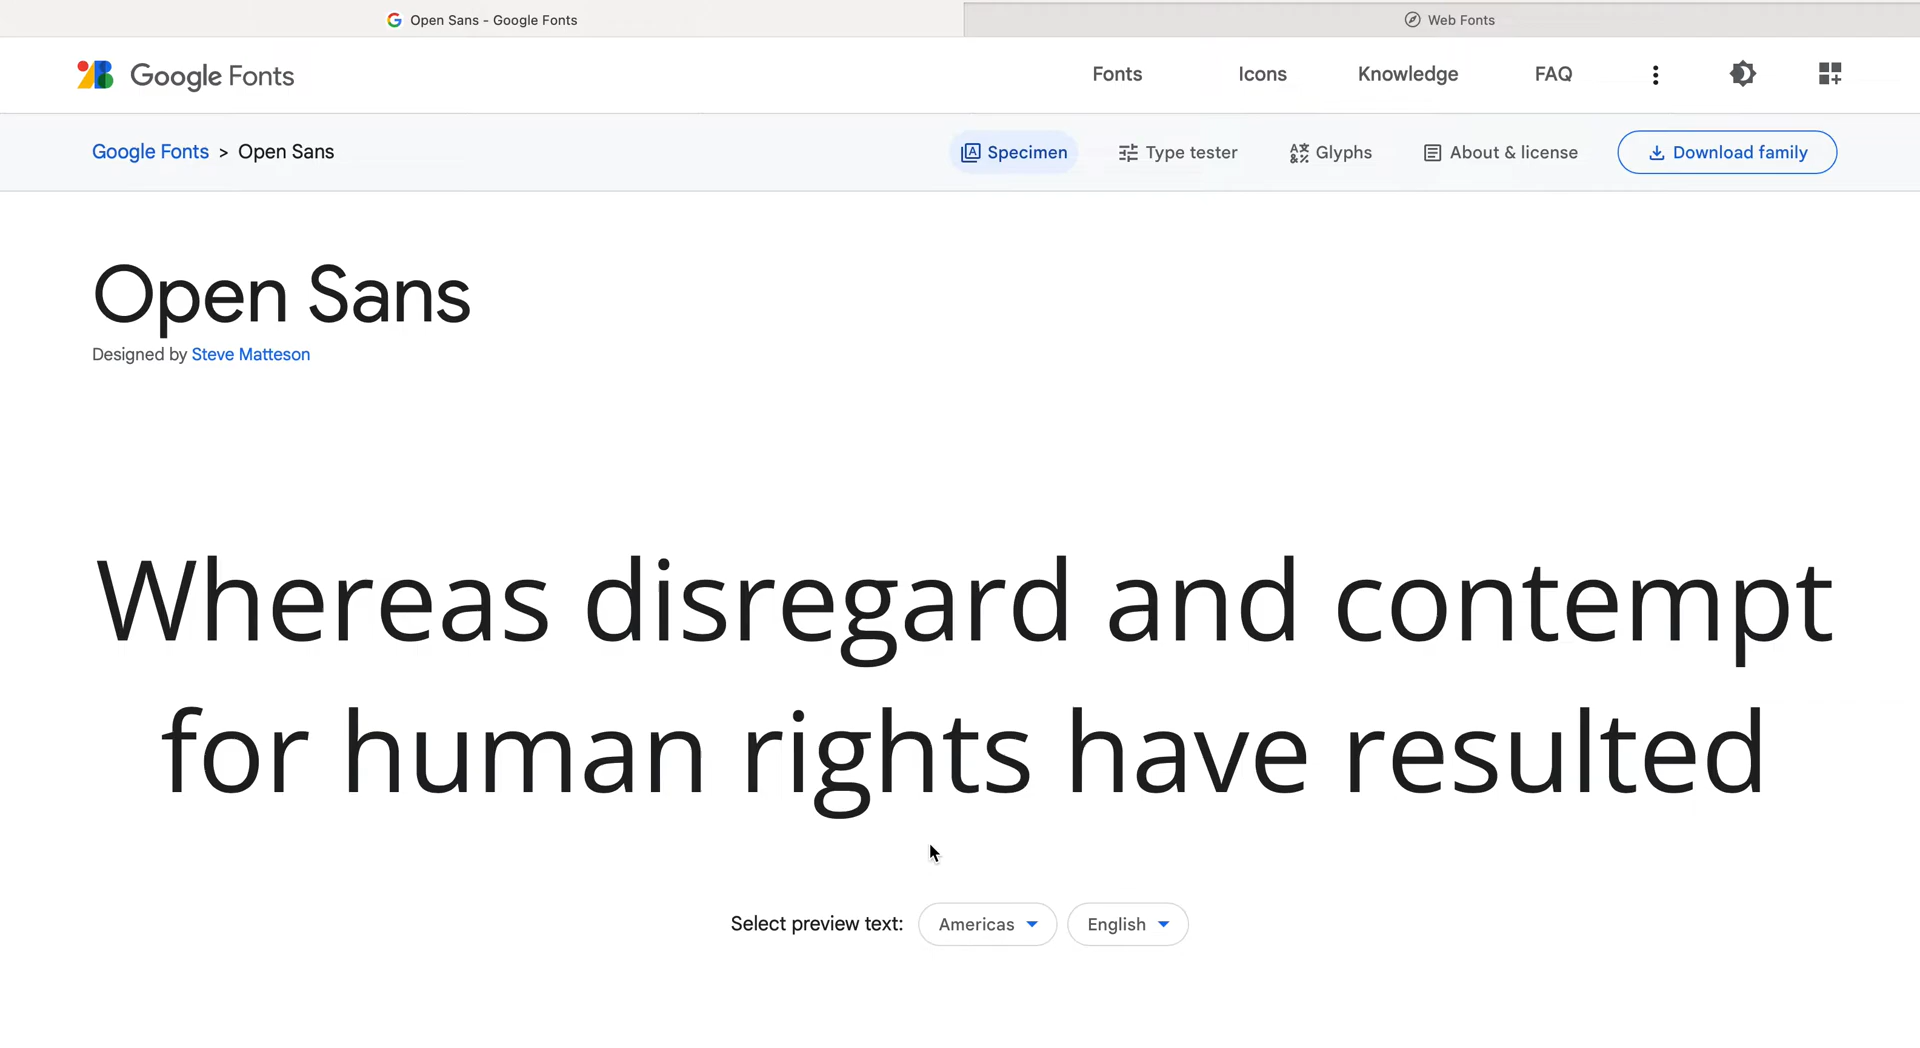 Open Sans - Google Fonts
Web Fonts
Google Fonts
Fonts
Icons
Knowledge
FAQ
Google Fonts > Open Sans
Specimen
Type tester
Glyphs
About & license
Download family
Open Sans
Designed by Steve Matteson
Whereas disregard and contempt
for human rights have resulted
Select preview text:
Americas
English